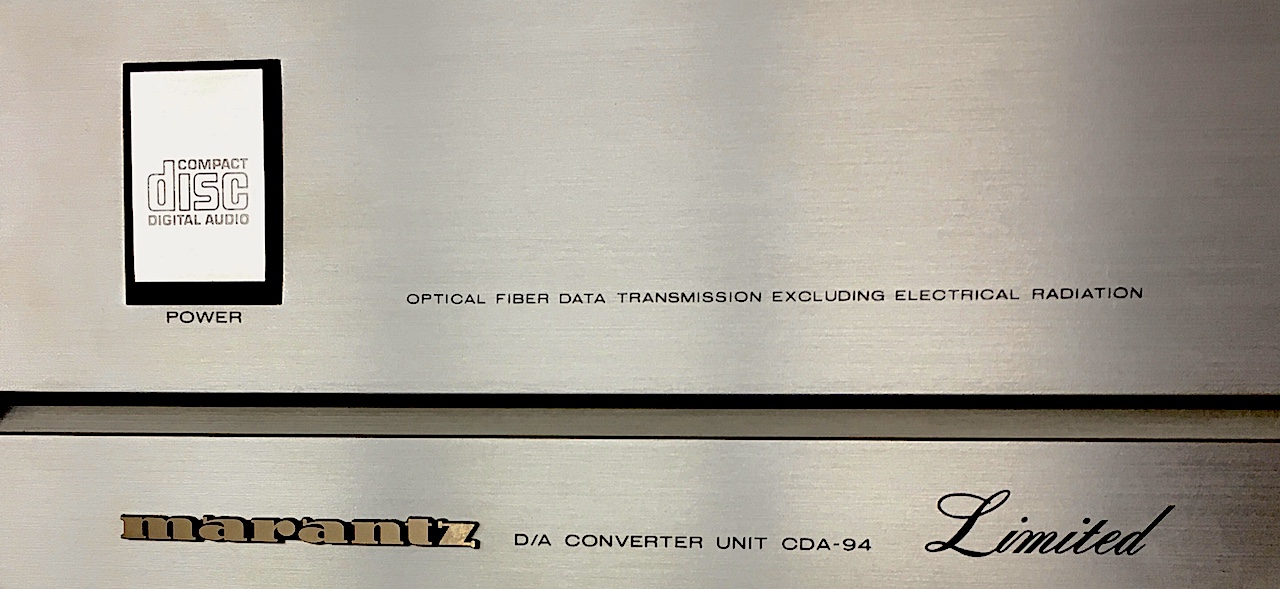 COMPACT
disc
DIGITAL AUDIO
POWER
OPTICAL FIBER DATA TRANSMISSION EXCLUDING ELECTRICAL RADIATION
marantz D/A CONVERTER UNIT CDA-94 Limited